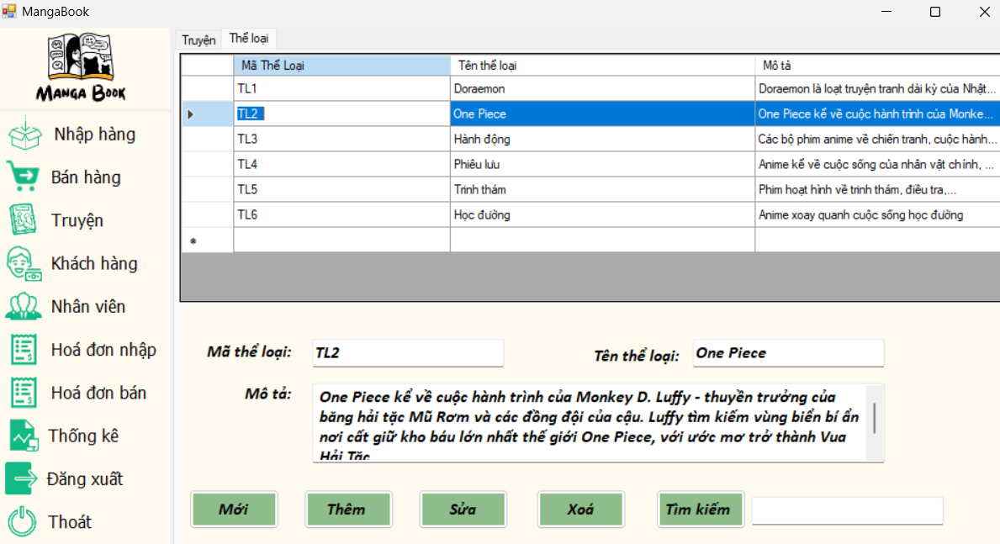 MangaBook
MANGA BOOK
Nhập hàng
Bán hàng
Truyện
Khách hàng
Nhân viên
Hoá đơn nhập
Hoá đơn bán
Thống kê
Đăng xuất
Thoát
Truyện Thể loại
Mã Thể Loại Tên thể loại Mô tả
TL1 Doraemon Doraemon là loạt truyện tranh dài kỳ của Nhật...
TL2 One Piece One Piece kể về cuộc hành trình của Monke...
TL3 Hành động Các bộ phim anime về chiến tranh, cuộc hành...
TL4 Phiêu lưu Anime kể về cuộc sống của nhân vật chính, ...
TL5 Trinh thám Phim hoạt hình về trinh thám, điều tra,...
TL6 Học đường Anime xoay quanh cuộc sống học đường
Mã thể loại: TL2 Tên thể loại: One Piece
Mô tả: One Piece kể về cuộc hành trình của Monkey D. Luffy - thuyền trưởng của
băng hải tặc Mũ Rơm và các đồng đội của cậu. Luffy tìm kiếm vùng biển bí ẩn
nơi cất giữ kho báu lớn nhất thế giới One Piece, với ước mơ trở thành Vua
Hải Tặc
Mới Thêm Sửa Xoá Tìm kiếm